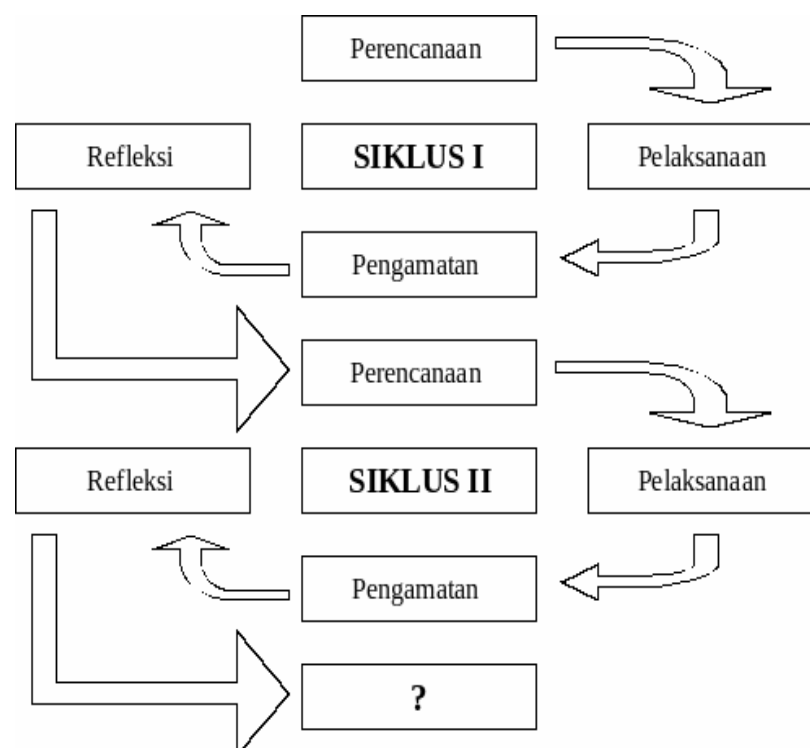 Perencanaan
Refleksi
SIKLUS I
Pelaksanaan
Pengamatan
Perencanaan
Refleksi
SIKLUS II
Pelaksanaan
Pengamatan
?